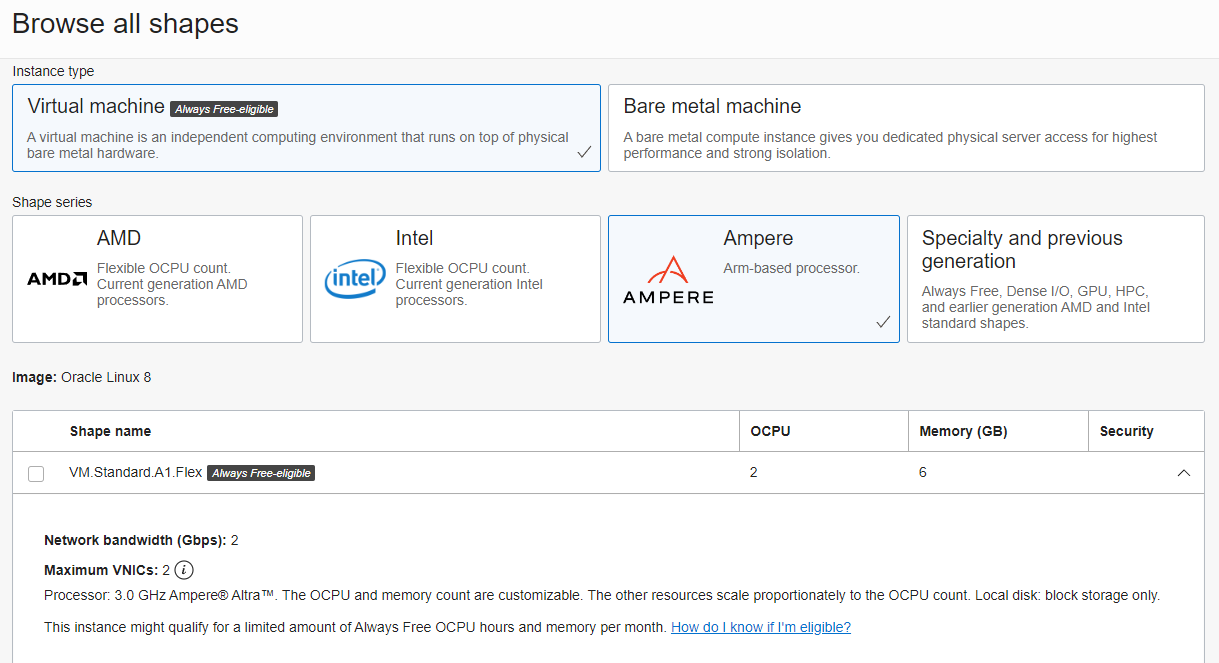 Browse all shapes
Instance type
Virtual machine Always Free-eligible
A virtual machine is an independent computing environment that runs on top of physical
bare metal hardware.
Bare metal machine
A bare metal compute instance gives you dedicated physical server access for highest
performance and strong isolation.
Shape series
AMD
AMD
Flexible OCPU count.
Current generation AMD
processors.
Intel
intel
Flexible OCPU count.
Current generation Intel
processors.
Ampere
AMPERE
Arm-based processor.
Specialty and previous
generation
Always Free, Dense I/O, GPU, HPC,
and earlier generation AMD and Intel
standard shapes.
Image: Oracle Linux 8
Shape name OCPU Memory (GB) Security
VM.Standard.A1.Flex Always Free-eligible 2 6
Network bandwidth (Gbps): 2
Maximum VNICs: 2 i
Processor: 3.0 GHz Ampere® Altra™. The OCPU and memory count are customizable. The other resources scale proportionately to the OCPU count. Local disk: block storage only.
This instance might qualify for a limited amount of Always Free OCPU hours and memory per month. How do I know if I'm eligible?